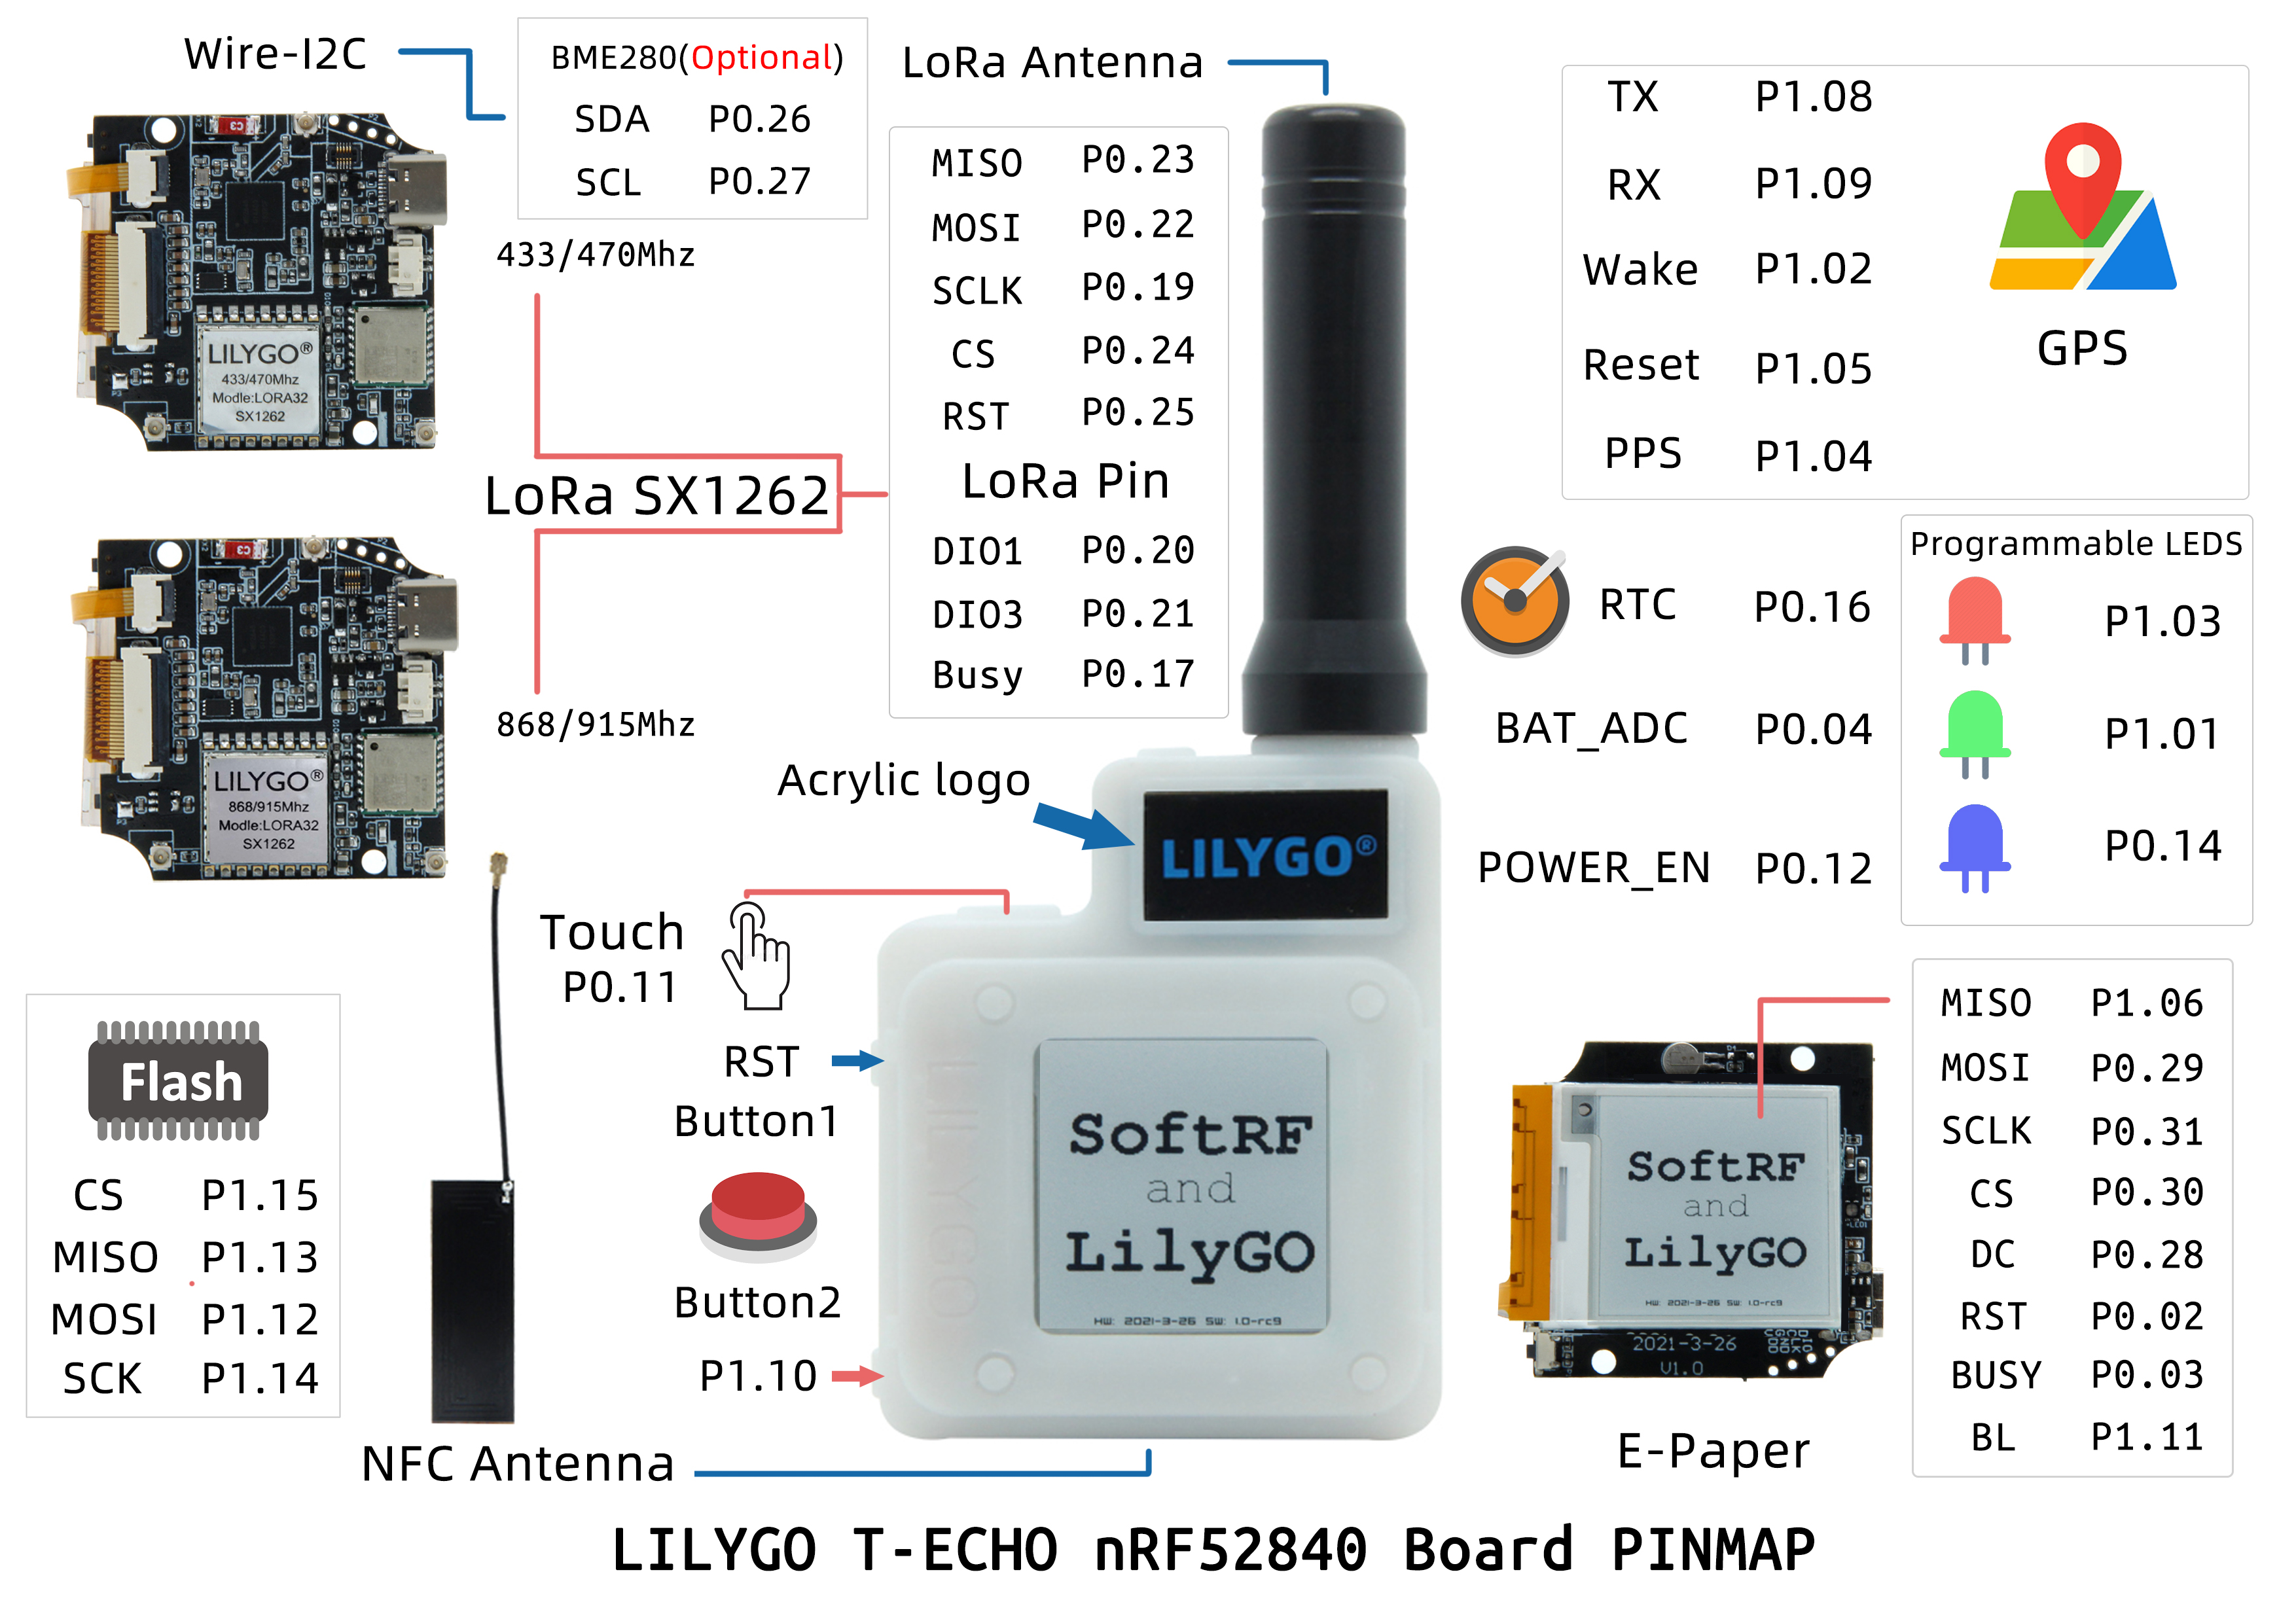 Wire-I2C
BME280(Optional)
SDA P0.26
SCL P0.27
433/470Mhz
LILYGO®
433/470Mhz
Modle:LORA32
SX1262
LoRa SX1262
868/915Mhz
LILYGO®
868/915Mhz
Modle:LORA32
SX1262
LoRa Antenna
MISO P0.23
MOSI P0.22
SCLK P0.19
CS P0.24
RST P0.25
LoRa Pin
DIO1 P0.20
DIO3 P0.21
Busy P0.17
TX P1.08
RX P1.09
Wake P1.02
Reset P1.05
PPS P1.04
GPS
RTC P0.16
BAT_ADC P0.04
POWER_EN P0.12
Programmable LEDS
P1.03
P1.01
P0.14
Acrylic logo
LILYGO®
Touch
P0.11
RST
Button1
Button2
P1.10
LILYGO
SoftRF
and
LilyGO
HW: 2021-3-26 SW: 1.0-rc9
Flash
CS P1.15
MISO P1.13
MOSI P1.12
SCK P1.14
NFC Antenna
SoftRF
and
LilyGO
HW: 2021-3-26 SW: 1.0-rc9
2021-3-26
V1.0
E-Paper
MISO P1.06
MOSI P0.29
SCLK P0.31
CS P0.30
DC P0.28
RST P0.02
BUSY P0.03
BL P1.11
LILYGO T-ECHO nRF52840 Board PINMAP